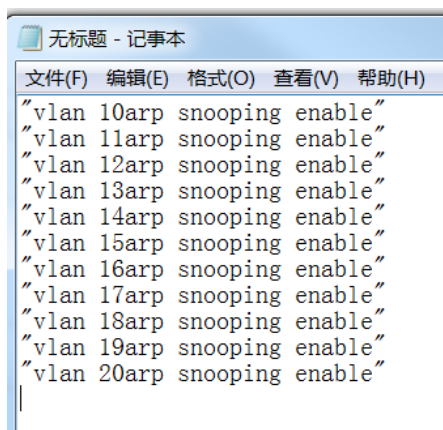 无标题 - 记事本
文件(F) 编辑(E) 格式(O) 查看(V) 帮助(H)
"vlan 10arp snooping enable"
"vlan 11arp snooping enable"
"vlan 12arp snooping enable"
"vlan 13arp snooping enable"
"vlan 14arp snooping enable"
"vlan 15arp snooping enable"
"vlan 16arp snooping enable"
"vlan 17arp snooping enable"
"vlan 18arp snooping enable"
"vlan 19arp snooping enable"
"vlan 20arp snooping enable"